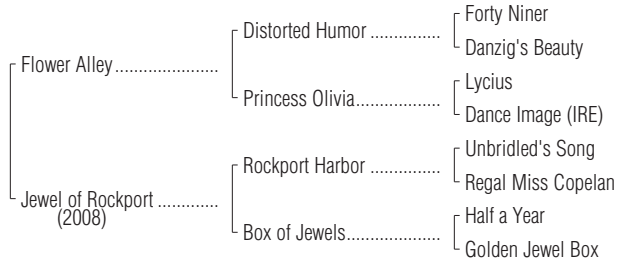 Forty Niner
Distorted Humor ...............
Danzig's Beauty
Flower Alley......................
Lycius
Princess Olivia..................
Dance Image (IRE)
Unbridled's Song
Rockport Harbor ...............
Regal Miss Copelan
Jewel of Rockport .............
(2008)
Half a Year
Box of Jewels....................
Golden Jewel Box